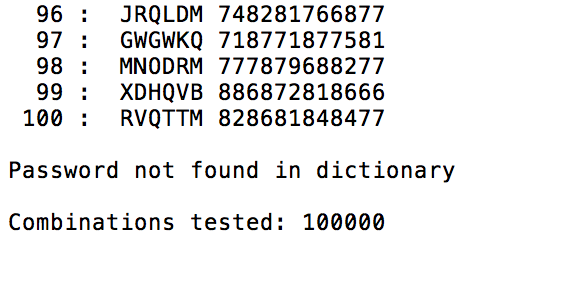 96 : JRQLDM 748281766877
97 : GWGWKQ 718771877581
98 : MNODRM 777879688277
99 : XDHQVB 886872818666
100 : RVQTTM 828681848477
Password not found in dictionary
Combinations tested: 100000